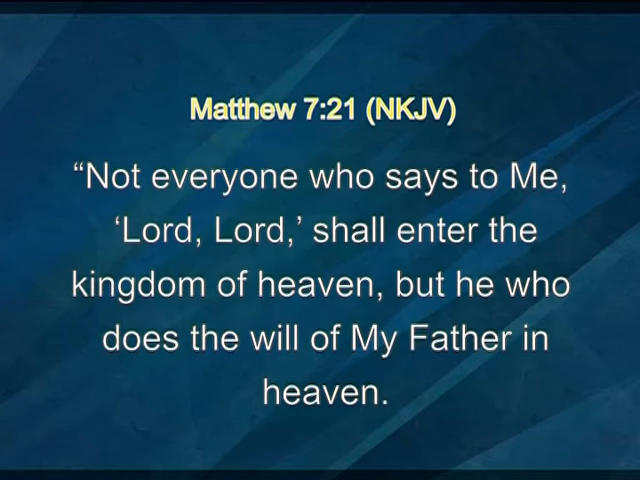 Matthew 7:21 (NKJV)
“Not everyone who says to Me,
‘Lord, Lord,’ shall enter the
kingdom of heaven, but he who
does the will of My Father in
heaven.